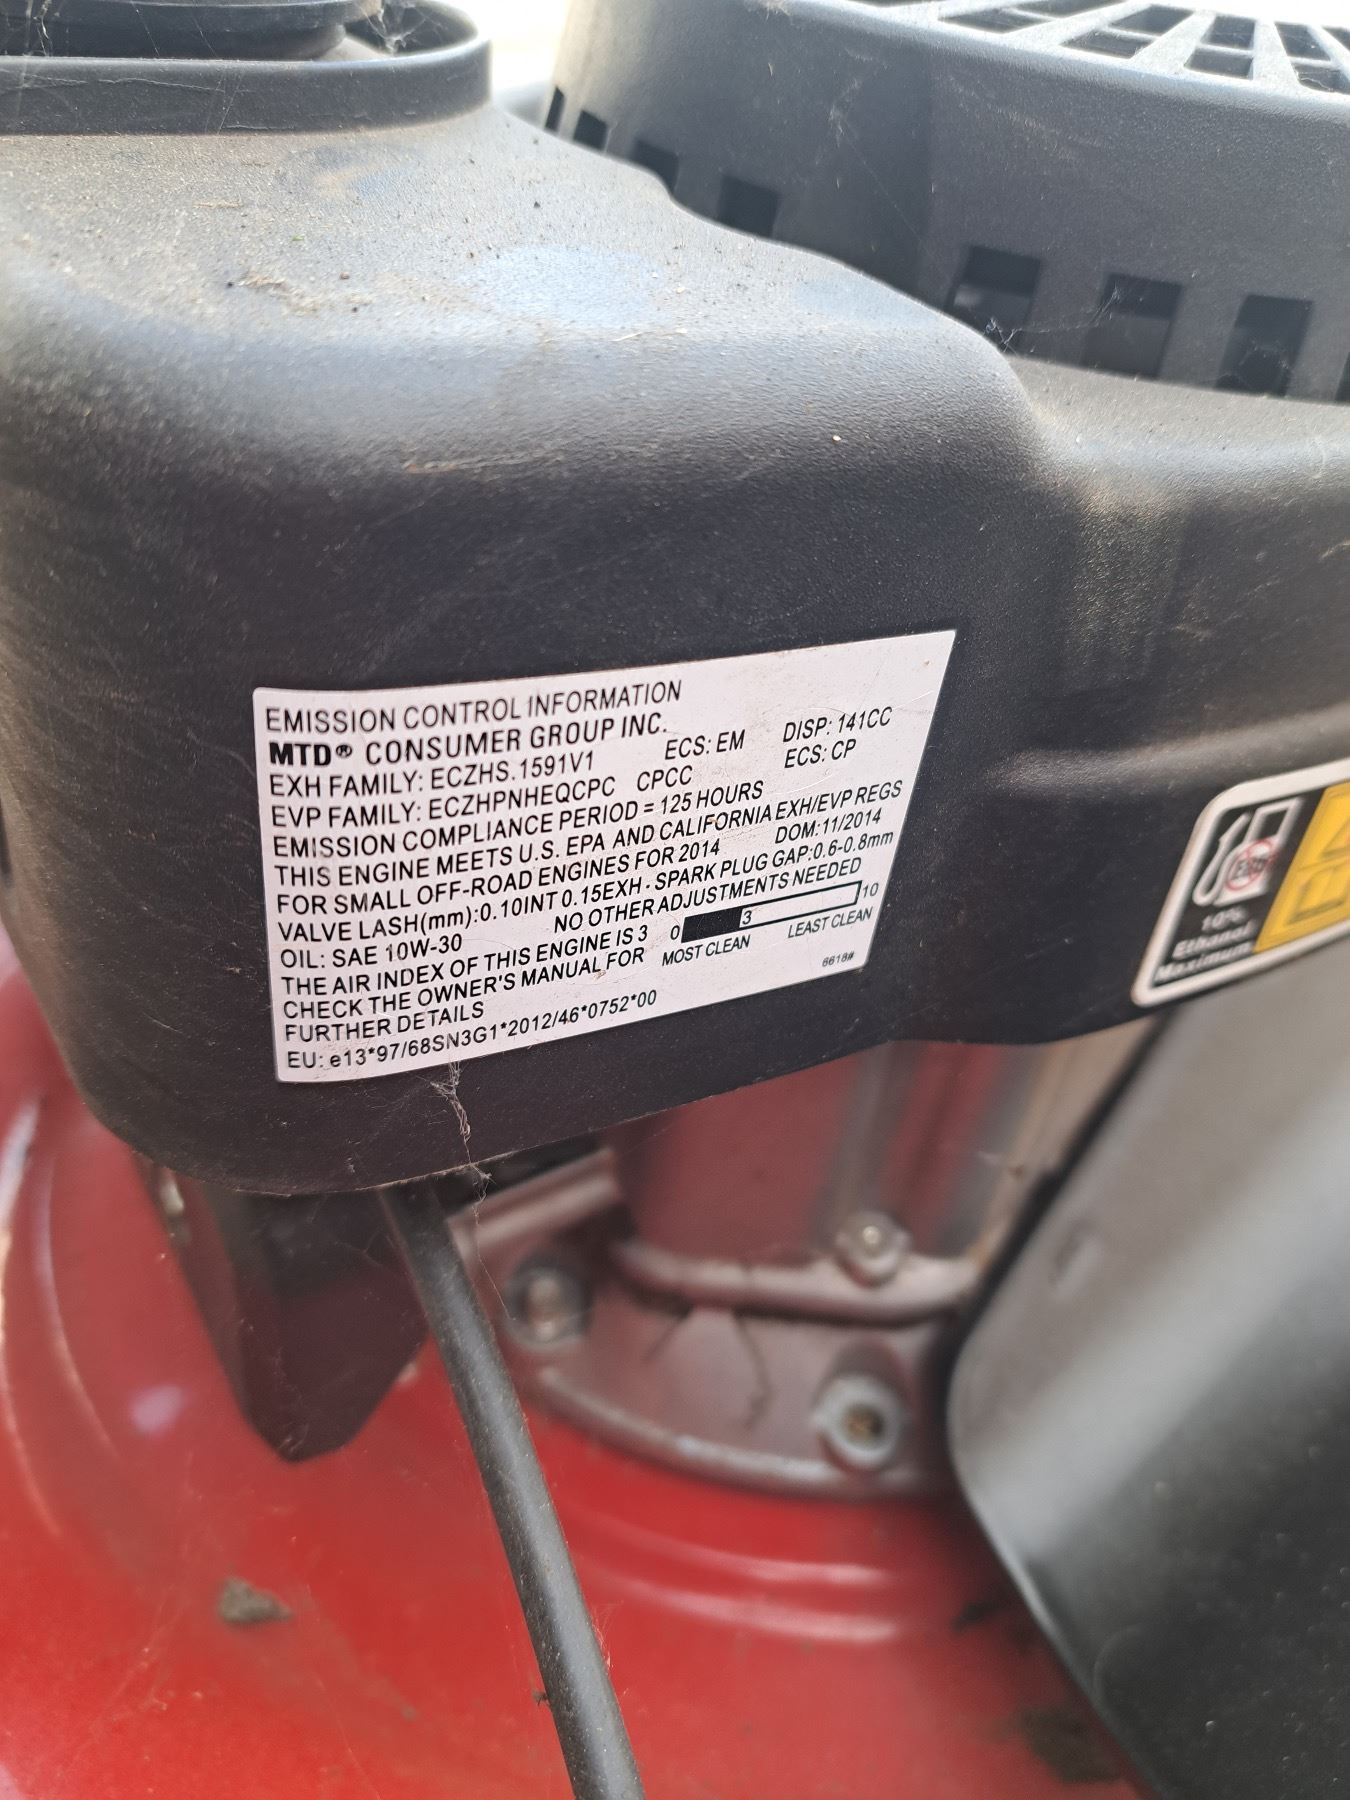 EMISSION CONTROL INFORMATION
MTD® CONSUMER GROUP INC.
EXH FAMILY: ECZHS.1591V1 ECS: EM DISP: 141CC
EVP FAMILY: ECZHPNHEQCPC CPCC ECS: CP
EMISSION COMPLIANCE PERIOD = 125 HOURS
THIS ENGINE MEETS U.S. EPA AND CALIFORNIA EXH/EVP REGS
FOR SMALL OFF-ROAD ENGINES FOR 2014 DOM:11/2014
VALVE LASH(mm):0.10INT 0.15EXH - SPARK PLUG GAP:0.6-0.8mm
OIL: SAE 10W-30 NO OTHER ADJUSTMENTS NEEDED
THE AIR INDEX OF THIS ENGINE IS 3 0 3 10
CHECK THE OWNER'S MANUAL FOR MOST CLEAN LEAST CLEAN
FURTHER DETAILS 6618#
EU: e13*97/68SN3G1*2012/46*0752*00
10%
Ethanol
Maximum